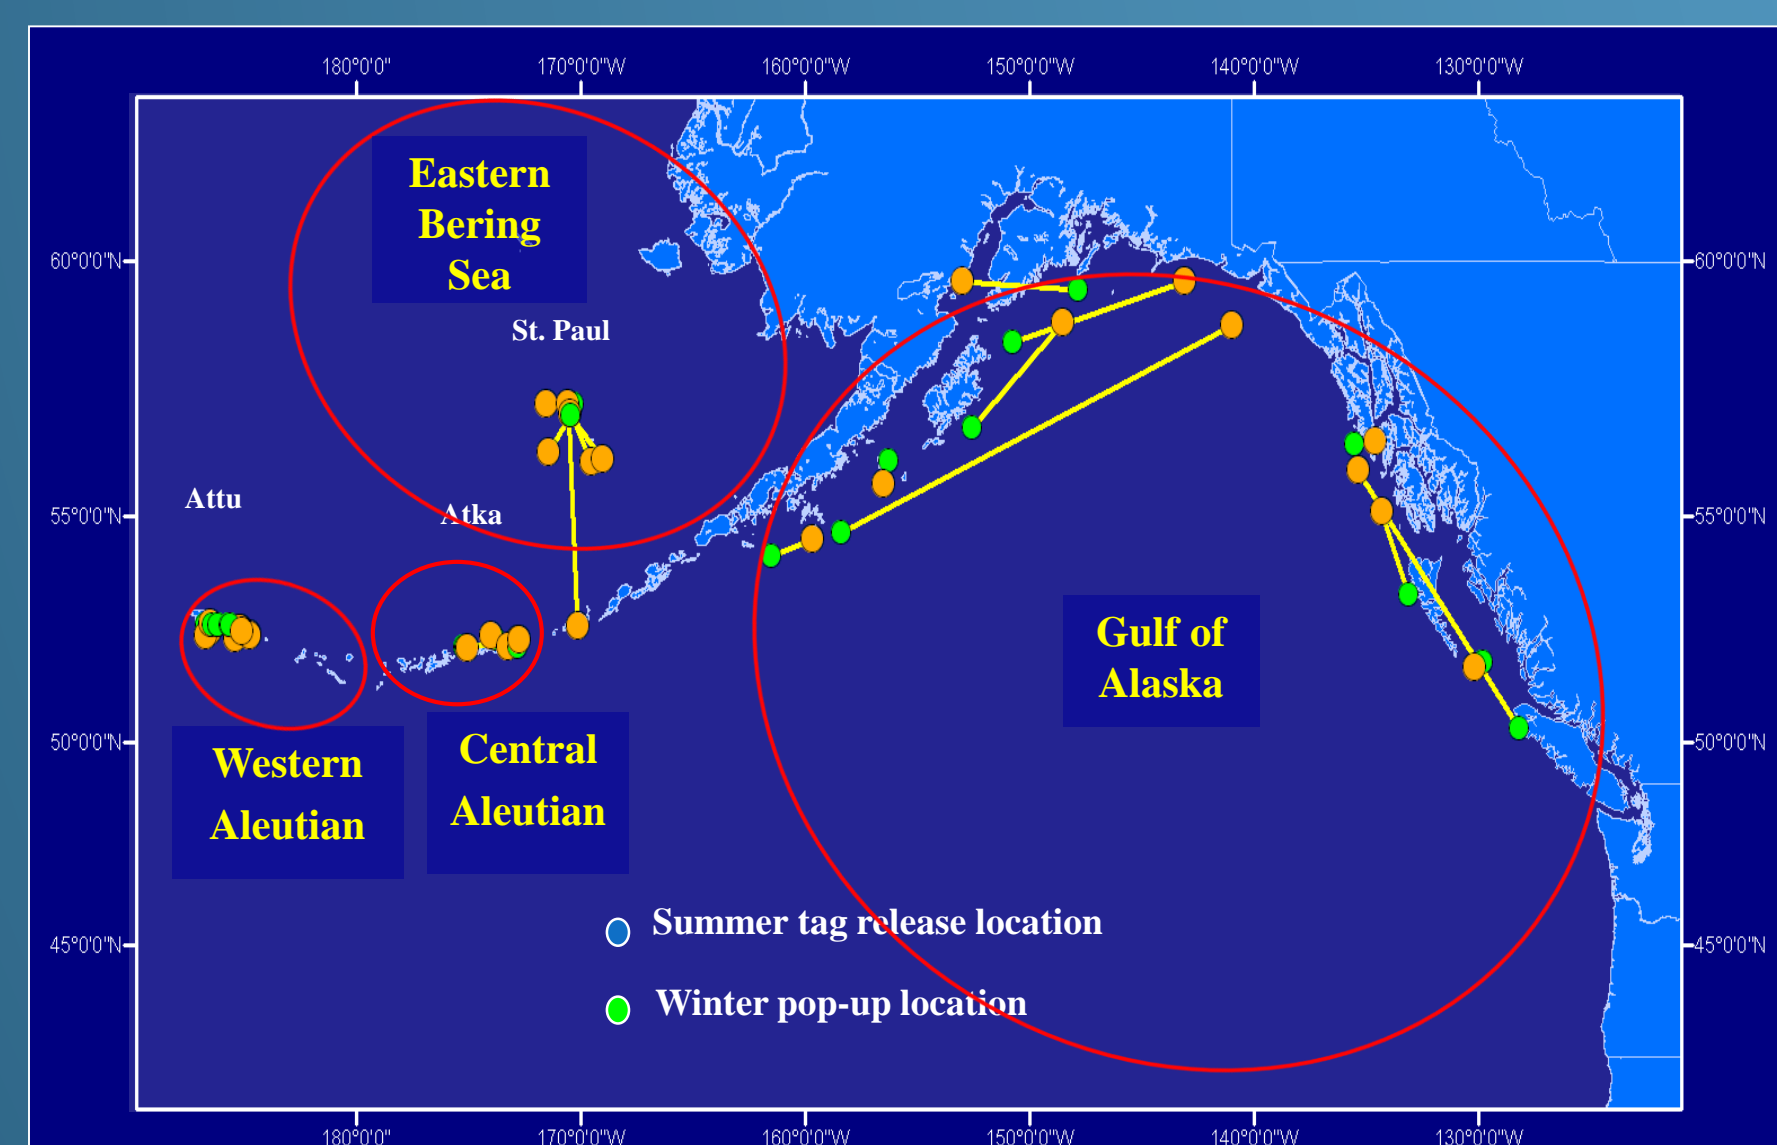 180°0'0" 170°0'0"W 160°0'0"W 150°0'0"W 140°0'0"W 130°0'0"W
Eastern
Bering
Sea
60°0'0"N 60°0'0"N
St. Paul
Attu
Atka
55°0'0"N 55°0'0"N
Gulf of
Alaska
50°0'0"N 50°0'0"N
Western
Aleutian
Central
Aleutian
Summer tag release location
45°0'0"N 45°0'0"N
Winter pop-up location
180°0'0" 170°0'0"W 160°0'0"W 150°0'0"W 140°0'0"W 130°0'0"W